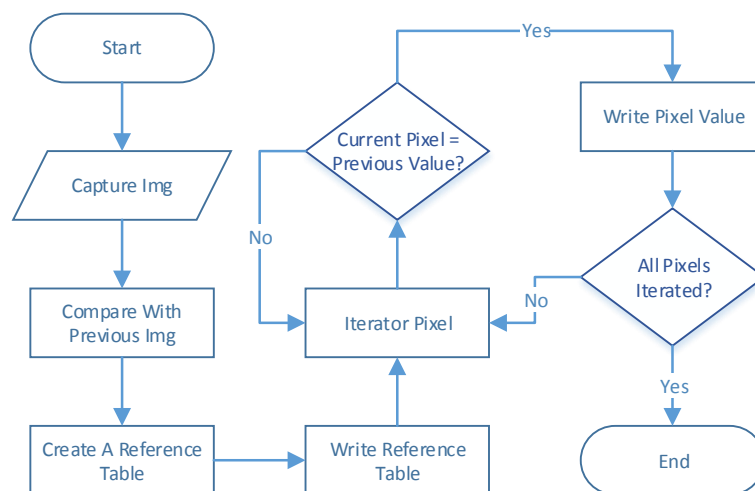 Start
Capture Img
Compare With
Previous Img
Create A Reference
Table
Write Reference
Table
Iterator Pixel
No
Current Pixel =
Previous Value?
Yes
Write Pixel Value
All Pixels
Iterated?
No
Yes
End